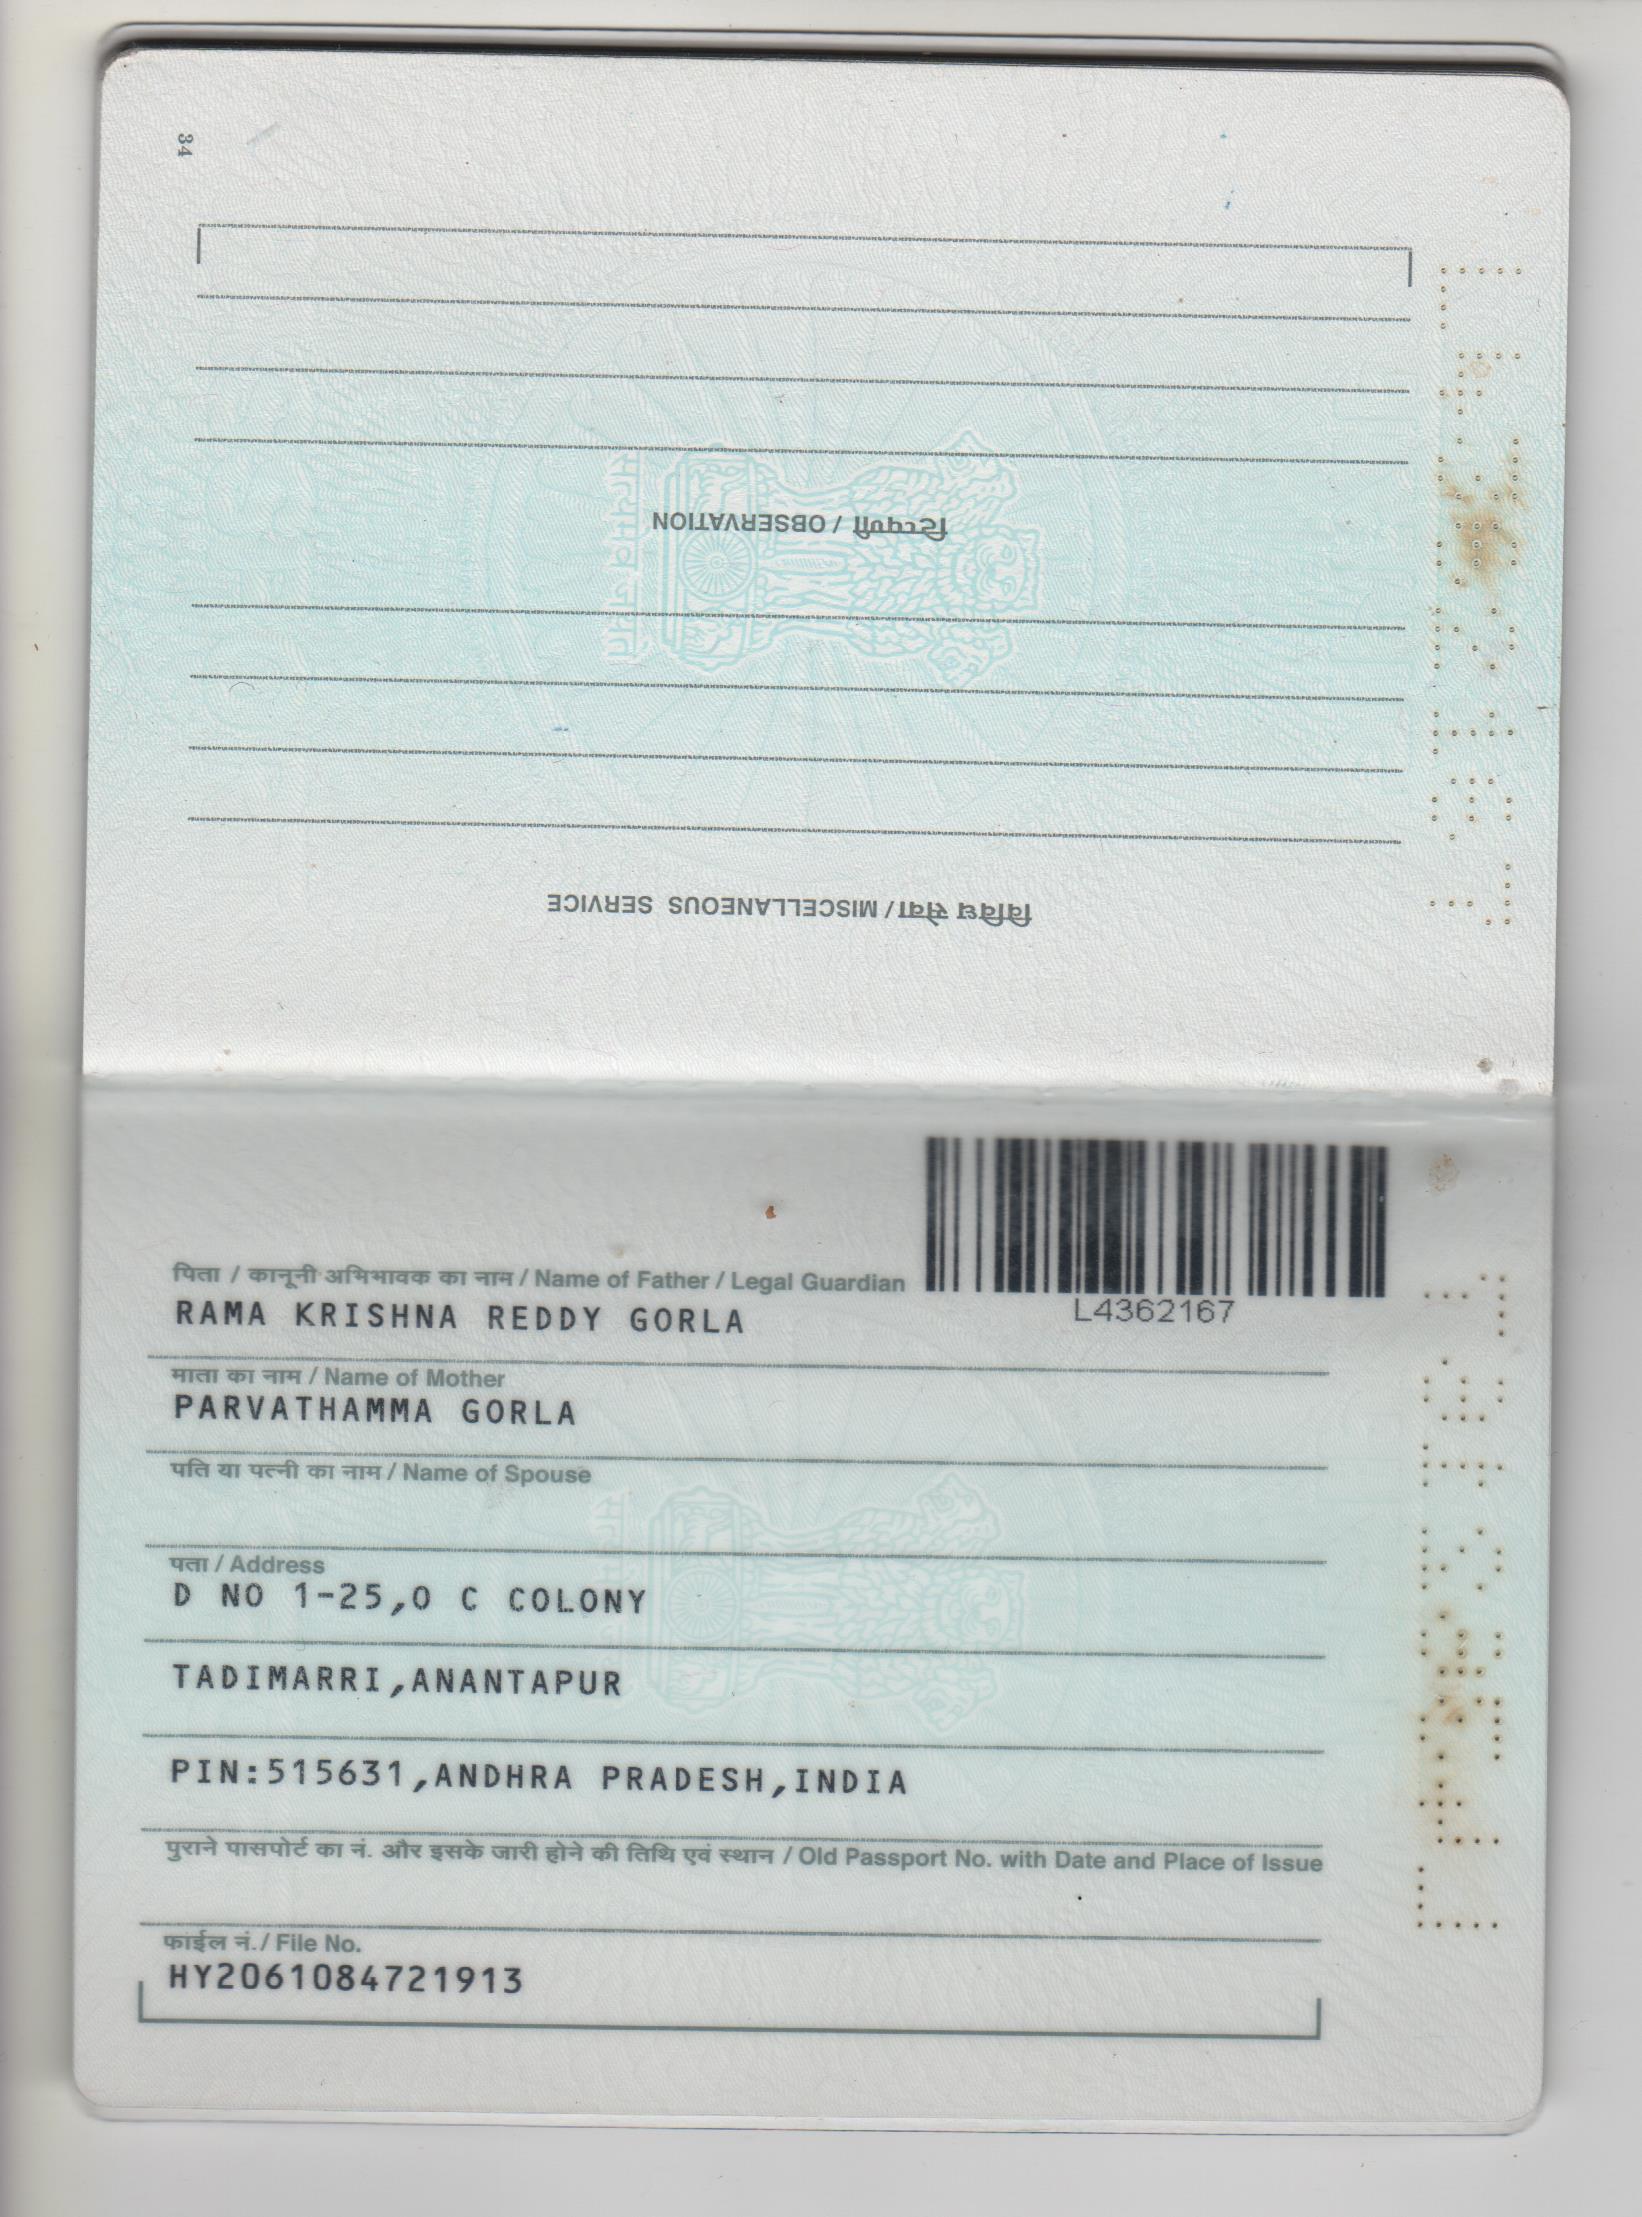 34
टिप्पणी / OBSERVATION
विविध सेवा / MISCELLANEOUS SERVICE
L4362167
पिता / कानूनी अभिभावक का नाम / Name of Father / Legal Guardian
RAMA KRISHNA REDDY GORLA
L4362167
माता का नाम / Name of Mother
PARVATHAMMA GORLA
पति या पत्नी का नाम / Name of Spouse
पता / Address
D NO 1-25,O C COLONY
TADIMARRI,ANANTAPUR
PIN:515631,ANDHRA PRADESH,INDIA
पुराने पासपोर्ट का नं. और इसके जारी होने की तिथि एवं स्थान / Old Passport No. with Date and Place of Issue
फाईल नं./ File No.
HY2061084721913
L4362167